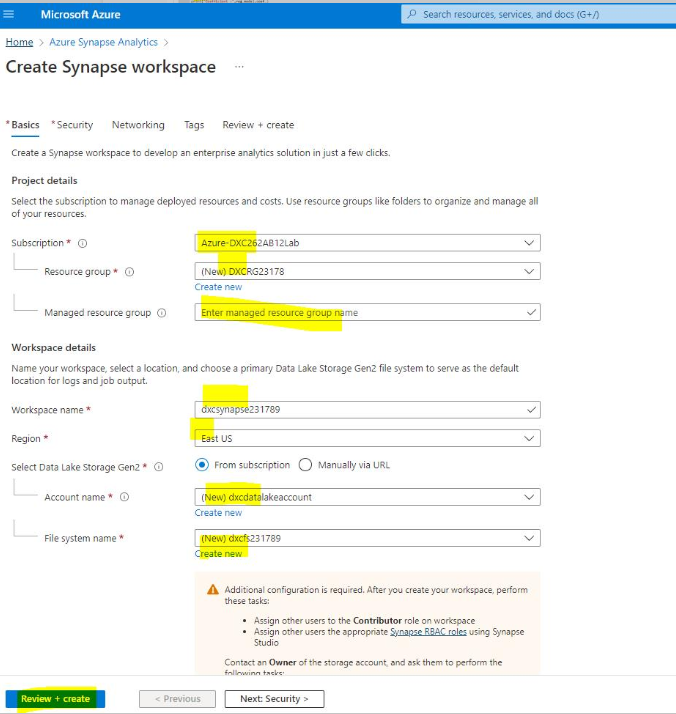 Microsoft Azure
Search resources, services, and docs (G+/)
Home > Azure Synapse Analytics >
Create Synapse workspace ...
* Basics * Security Networking Tags Review + create
Create a Synapse workspace to develop an enterprise analytics solution in just a few clicks.
Project details
Select the subscription to manage deployed resources and costs. Use resource groups like folders to organize and manage all
of your resources.
Subscription *
Azure-DXC262AB12Lab
Resource group *
(New) DXCRG23178
Create new
Managed resource group
Enter managed resource group name
Workspace details
Name your workspace, select a location, and choose a primary Data Lake Storage Gen2 file system to serve as the default
location for logs and job output.
Workspace name *
dxcsynapse231789
Region *
East US
Select Data Lake Storage Gen2 *
From subscription Manually via URL
Account name *
(New) dxcdatalakeaccount
Create new
File system name *
(New) dxcfs231789
Create new
Additional configuration is required. After you create your workspace, perform
these tasks:
• Assign other users to the Contributor role on workspace
• Assign other users the appropriate Synapse RBAC roles using Synapse
Studio
Contact an Owner of the storage account, and ask them to perform the
following tasks:
Review + create
< Previous
Next: Security >